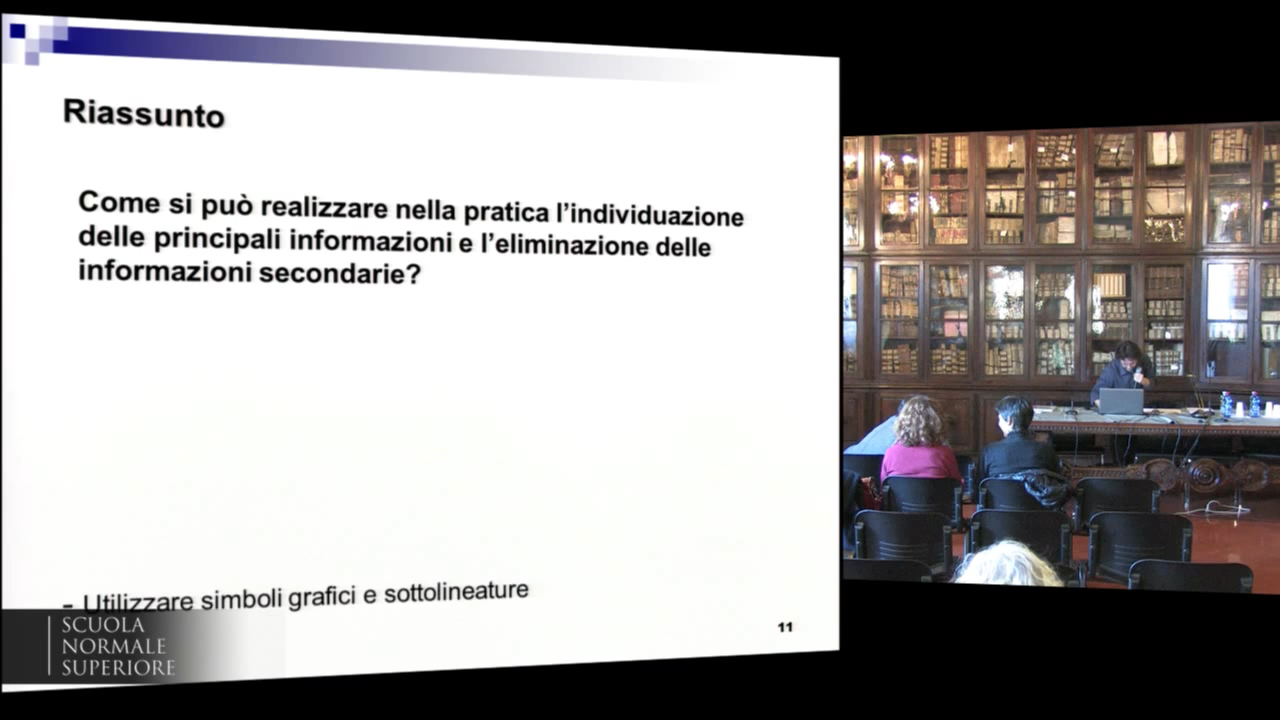 Riassunto
Come si può realizzare nella pratica l’individuazione
delle principali informazioni e l’eliminazione delle
informazioni secondarie?
- Utilizzare simboli grafici e sottolineature
11
SCUOLA
NORMALE
SUPERIORE